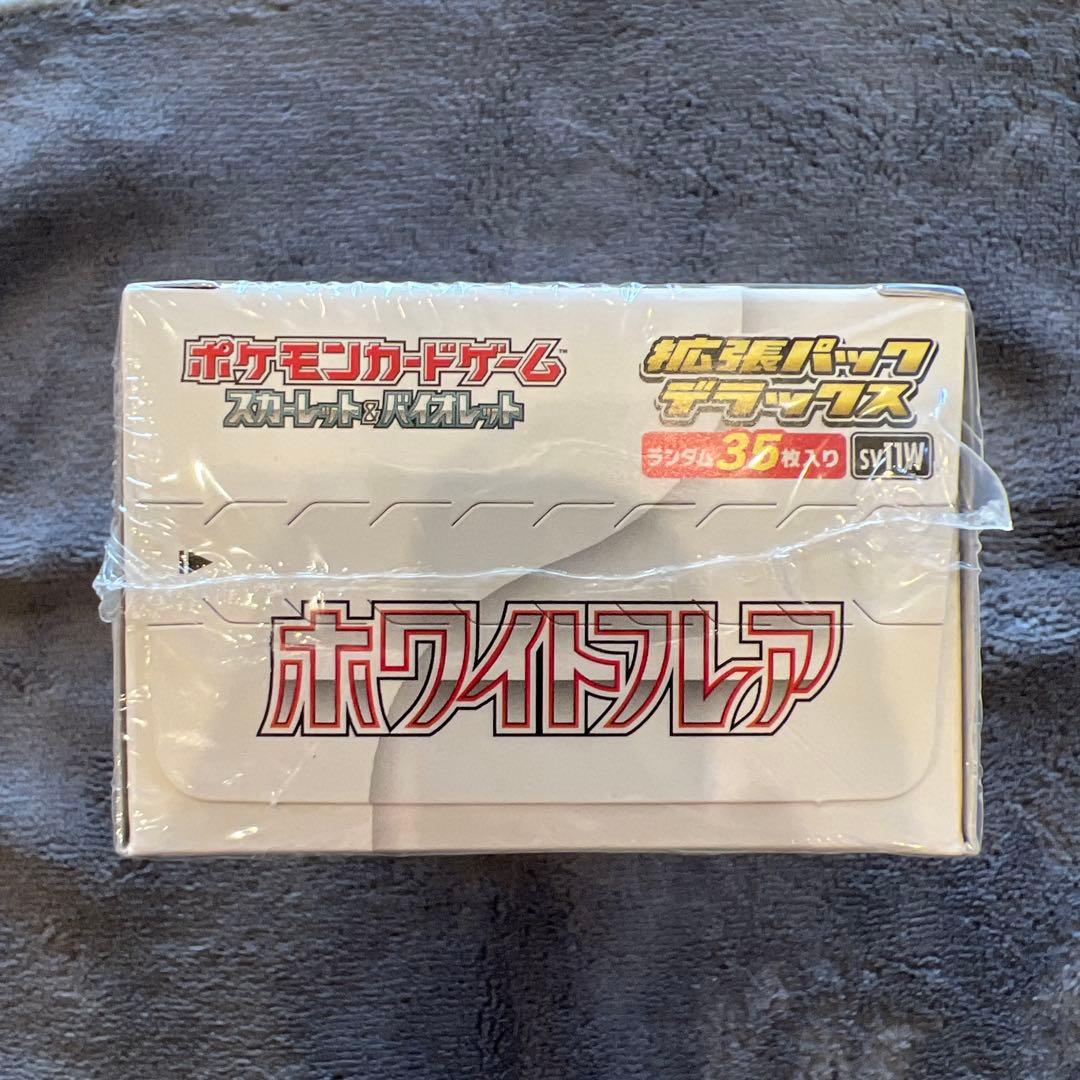 ポケモンカードゲーム™
スカーレット&バイオレット
拡張パック
デラックス
ランダム35枚入り
sv11W
ホワイトフレア